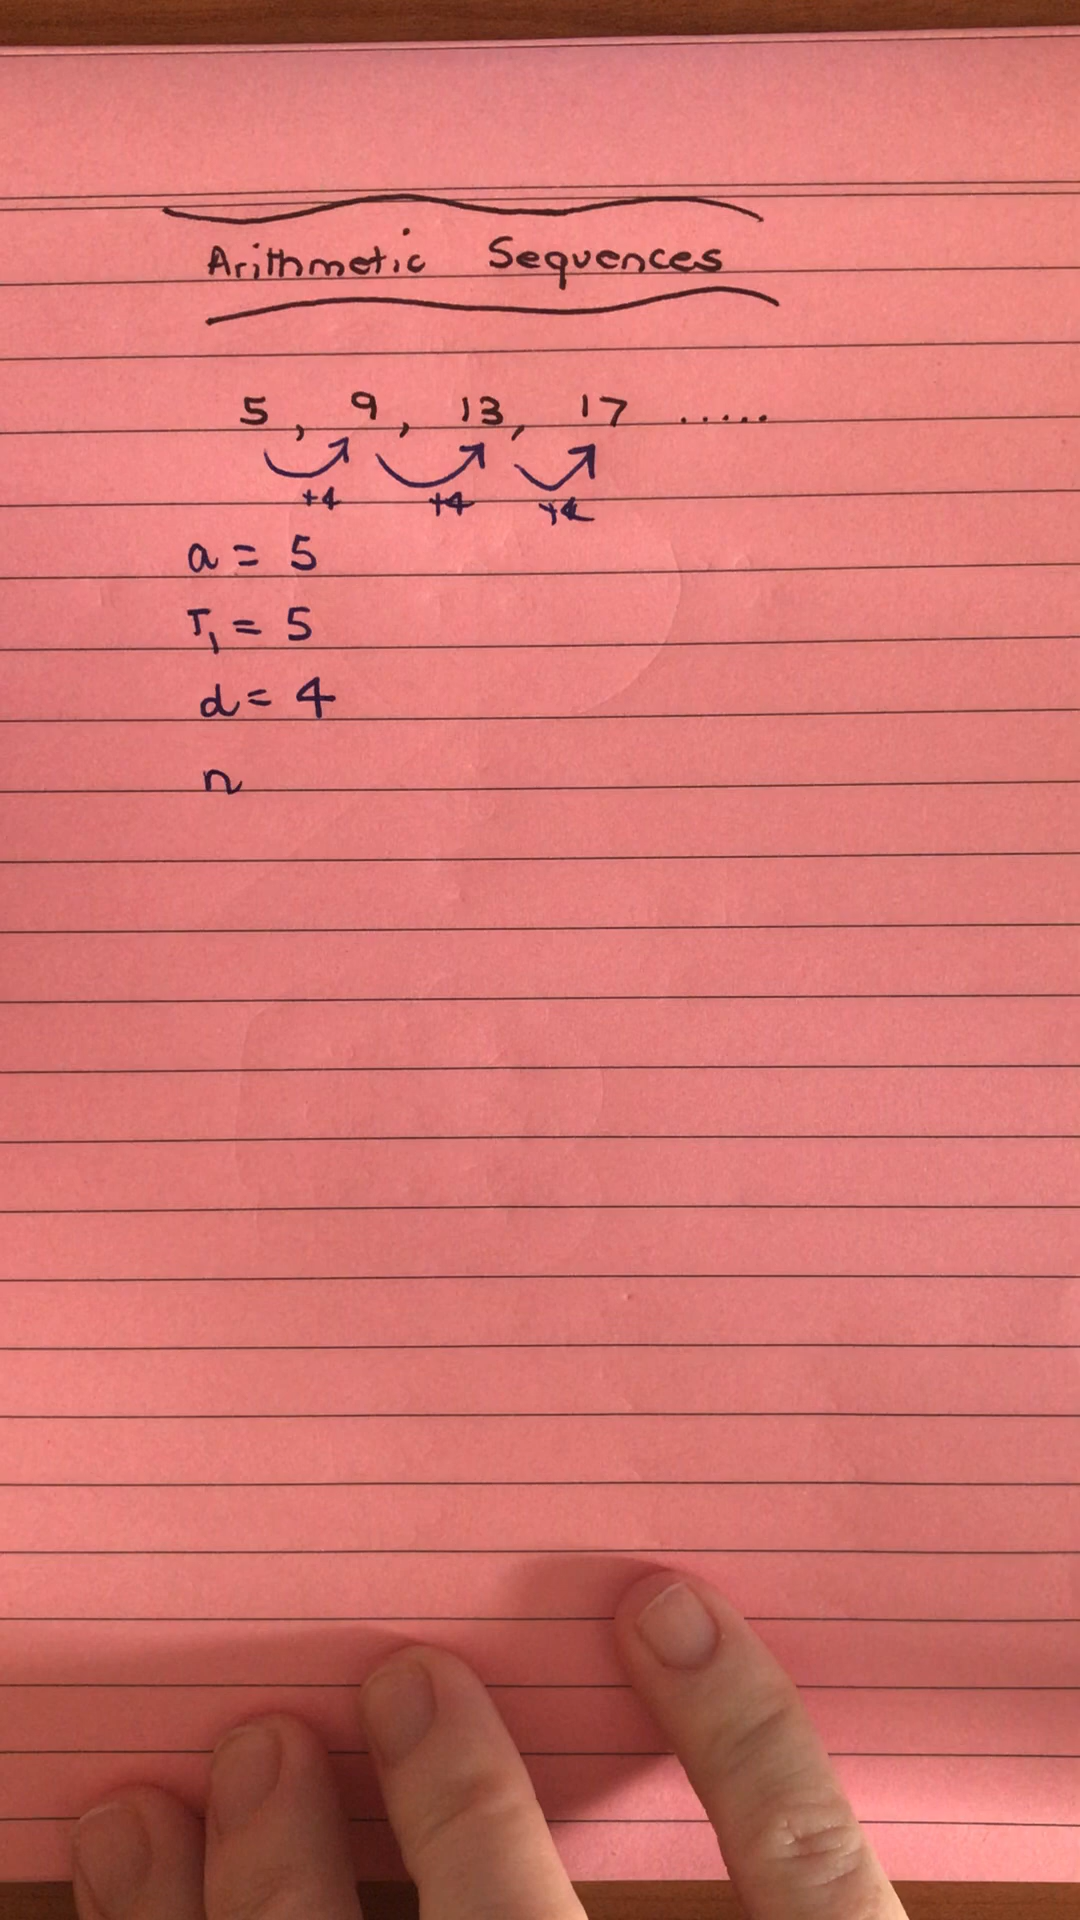 Arithmetic Sequences
5, 9, 13, 17 .....
+4 +4 +4
a = 5
T₁ = 5
d = 4
n